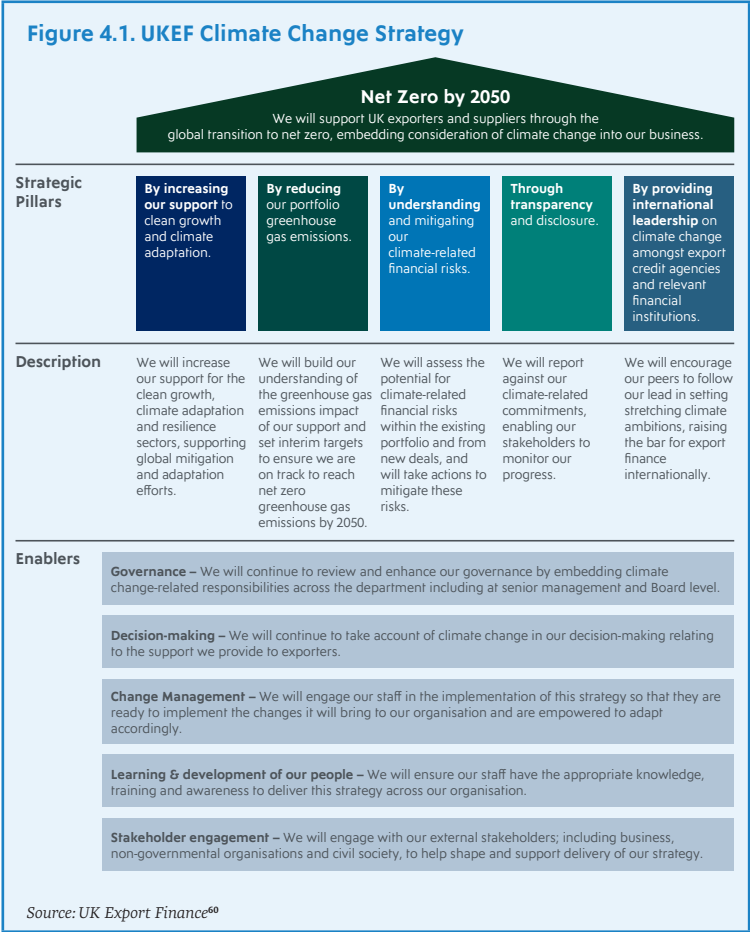 Figure 4.1. UKEF Climate Change Strategy
Net Zero by 2050
We will support UK exporters and suppliers through the
global transition to net zero, embedding consideration of climate change into our business.
Strategic
Pillars
By increasing
our support to
clean growth
and climate
adaptation.
By reducing
our portfolio
greenhouse
gas emissions.
By
understanding
and mitigating
our
climate-related
financial risks.
Through
transparency
and disclosure.
By providing
international
leadership on
climate change
amongst export
credit agencies
and relevant
financial
institutions.
Description
We will increase
our support for the
clean growth,
climate adaptation
and resilience
sectors, supporting
global mitigation
and adaptation
efforts.
We will build our
understanding of
the greenhouse gas
emissions impact
of our support and
set interim targets
to ensure we are
on track to reach
net zero
greenhouse gas
emissions by 2050.
We will assess the
potential for
climate-related
financial risks
within the existing
portfolio and from
new deals, and
will take actions to
mitigate these
risks.
We will report
against our
climate-related
commitments,
enabling our
stakeholders to
monitor our
progress.
We will encourage
our peers to follow
our lead in setting
stretching climate
ambitions, raising
the bar for export
finance
internationally.
Enablers
Governance – We will continue to review and enhance our governance by embedding climate
change-related responsibilities across the department including at senior management and Board level.
Decision-making – We will continue to take account of climate change in our decision-making relating
to the support we provide to exporters.
Change Management – We will engage our staff in the implementation of this strategy so that they are
ready to implement the changes it will bring to our organisation and are empowered to adapt
accordingly.
Learning & development of our people – We will ensure our staff have the appropriate knowledge,
training and awareness to deliver this strategy across our organisation.
Stakeholder engagement – We will engage with our external stakeholders; including business,
non-governmental organisations and civil society, to help shape and support delivery of our strategy.
Source: UK Export Finance⁶⁰